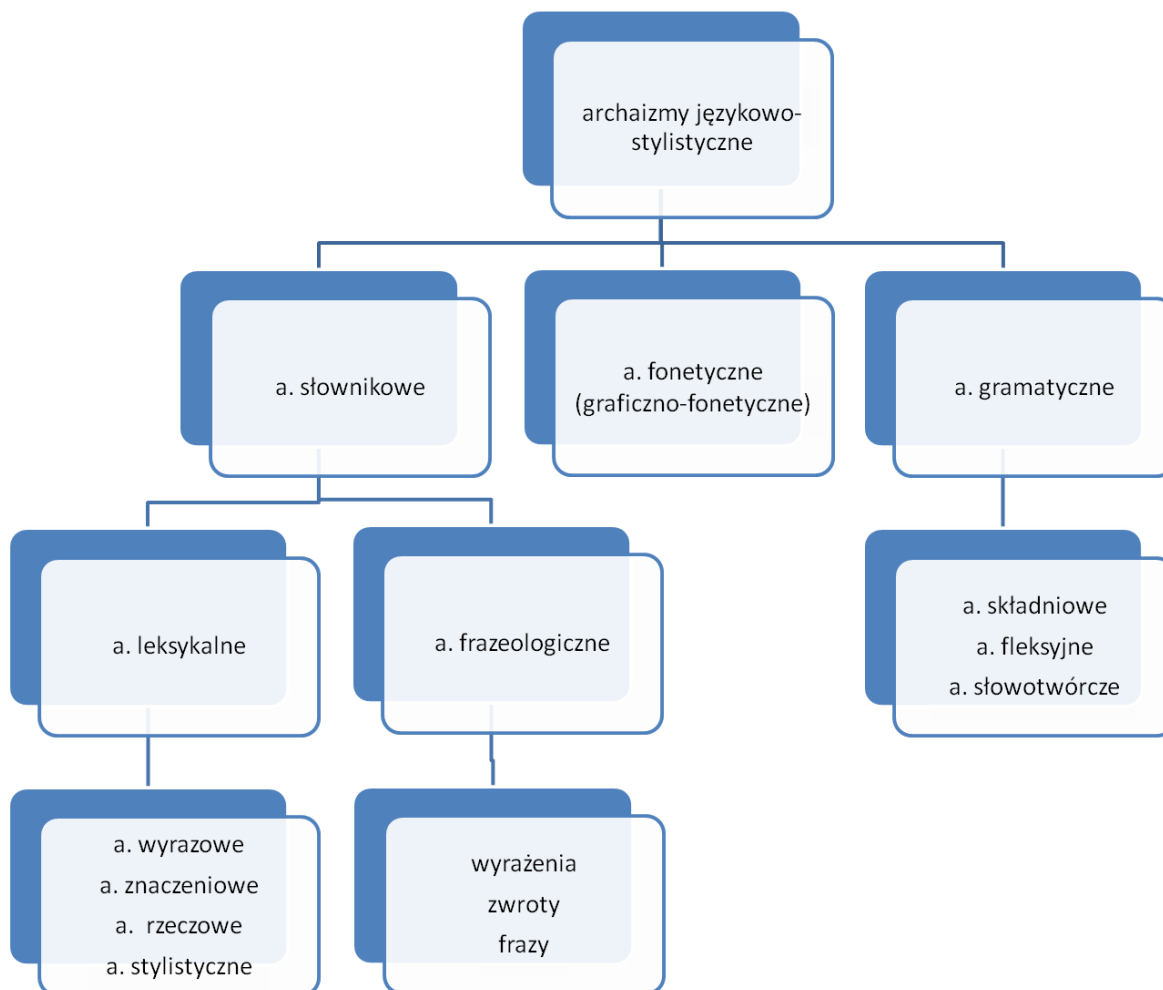 archaizmy językowo-
stylistyczne
a. słownikowe
a. fonetyczne
(graficzno-fonetyczne)
a. gramatyczne
a. leksykalne
a. frazeologiczne
a. składniowe
a. fleksyjne
a. słowotwórcze
a. wyrazowe
a. znaczeniowe
a. rzeczowe
a. stylistyczne
wyrażenia
zwroty
frazy